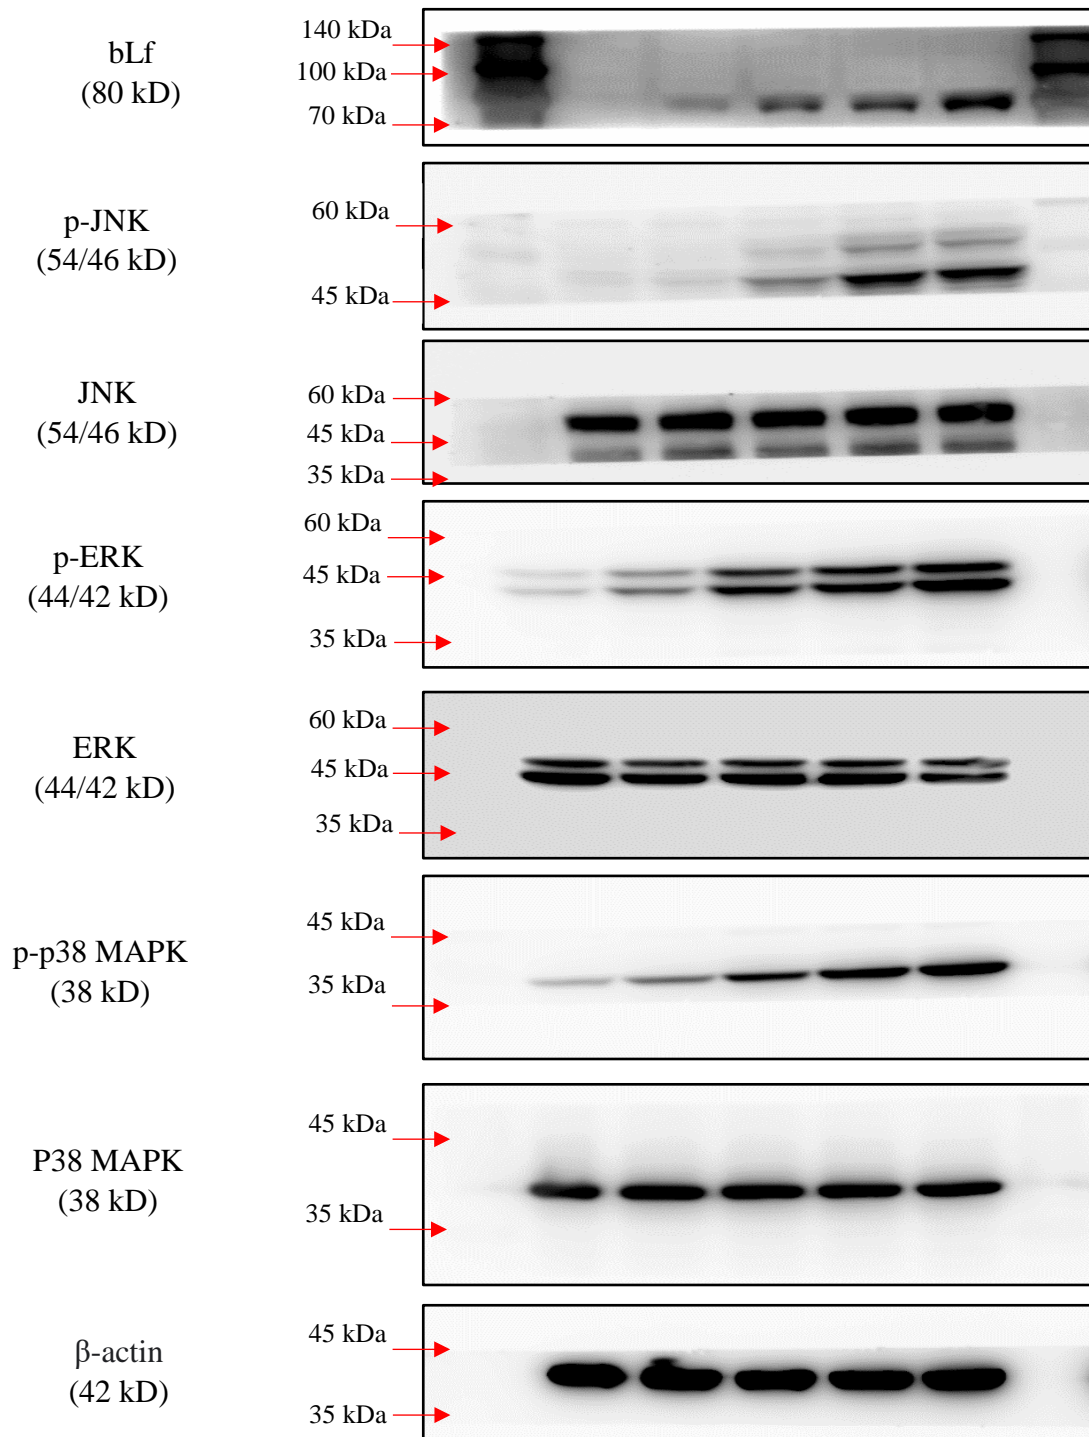 bLf
(80 kD)
140 kDa
100 kDa
70 kDa
p-JNK
(54/46 kD)
60 kDa
45 kDa
JNK
(54/46 kD)
60 kDa
45 kDa
35 kDa
p-ERK
(44/42 kD)
60 kDa
45 kDa
35 kDa
ERK
(44/42 kD)
60 kDa
45 kDa
35 kDa
p-p38 MAPK
(38 kD)
45 kDa
35 kDa
P38 MAPK
(38 kD)
45 kDa
35 kDa
β-actin
(42 kD)
45 kDa
35 kDa